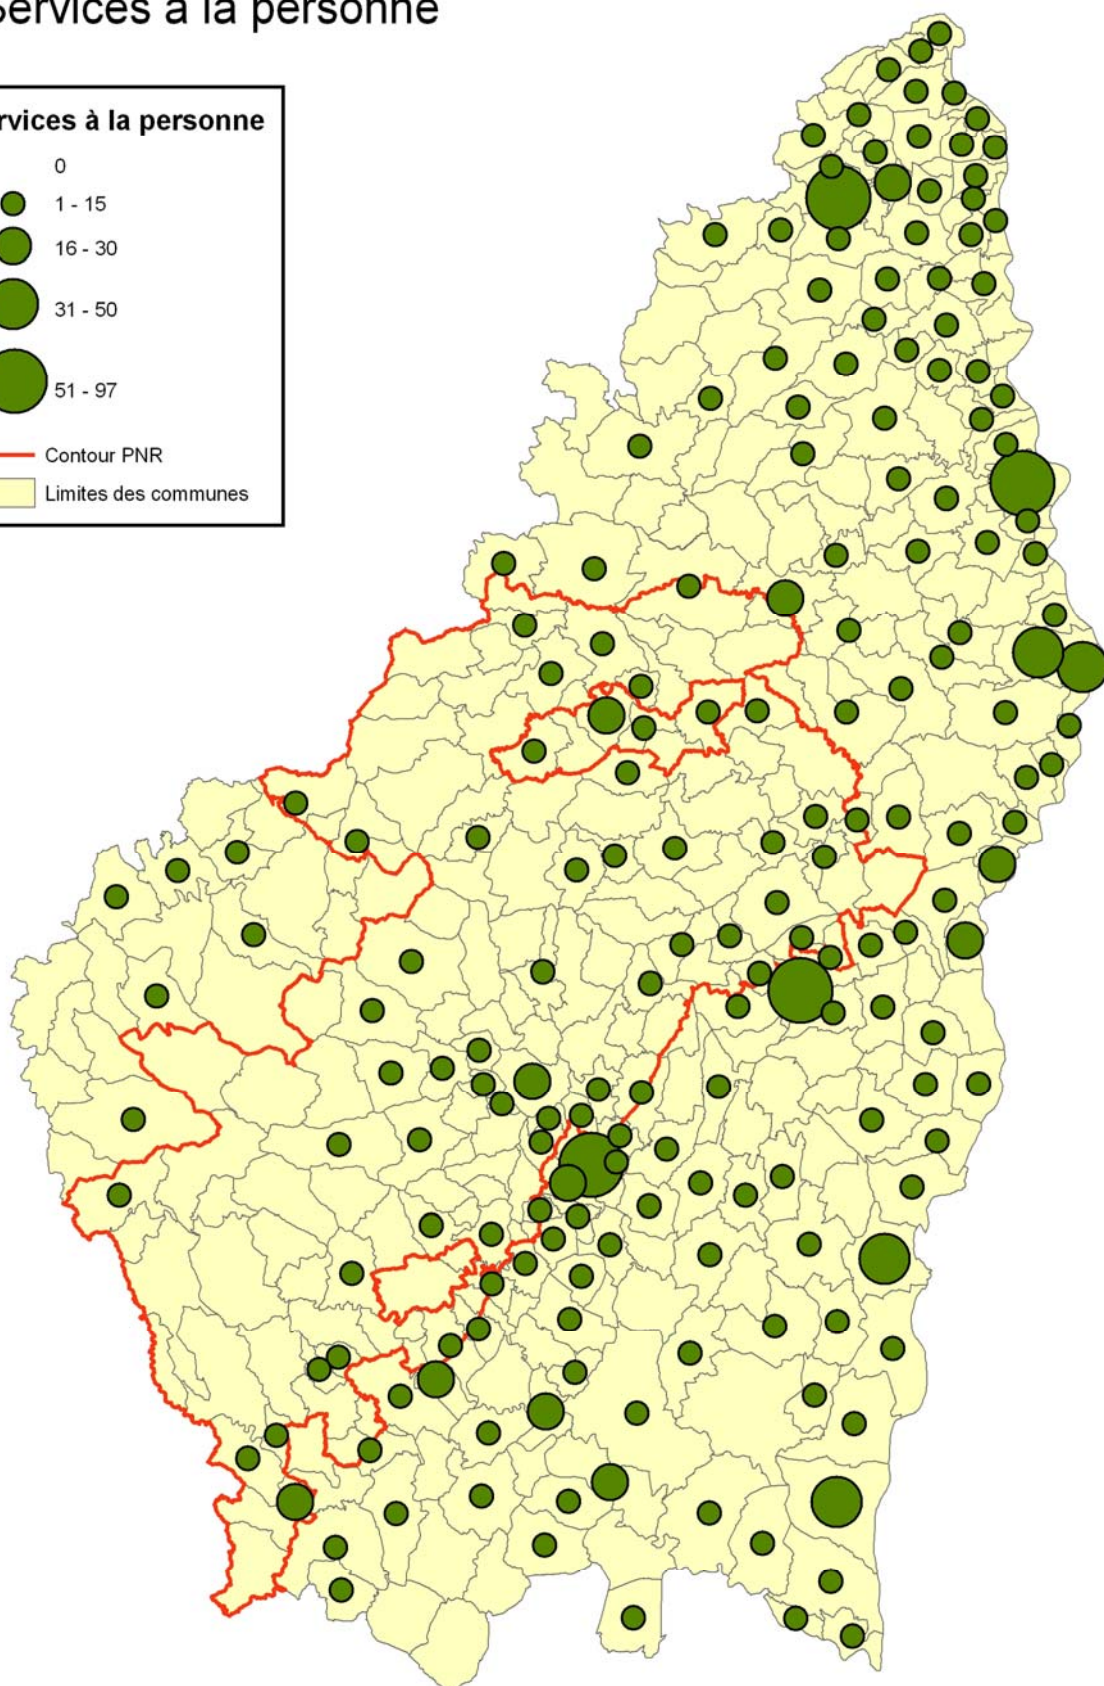 Services à la personne
rvices à la personne
0
1 - 15
16 - 30
31 - 50
51 - 97
Contour PNR
Limites des communes